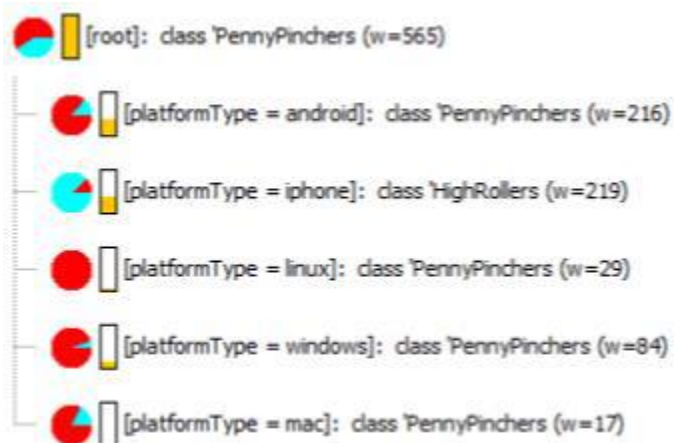 [root]: class 'PennyPinchers (w=565)
[platformType = android]: class 'PennyPinchers (w=216)
[platformType = iphone]: class 'HighRollers (w=219)
[platformType = linux]: class 'PennyPinchers (w=29)
[platformType = windows]: class 'PennyPinchers (w=84)
[platformType = mac]: class 'PennyPinchers (w=17)